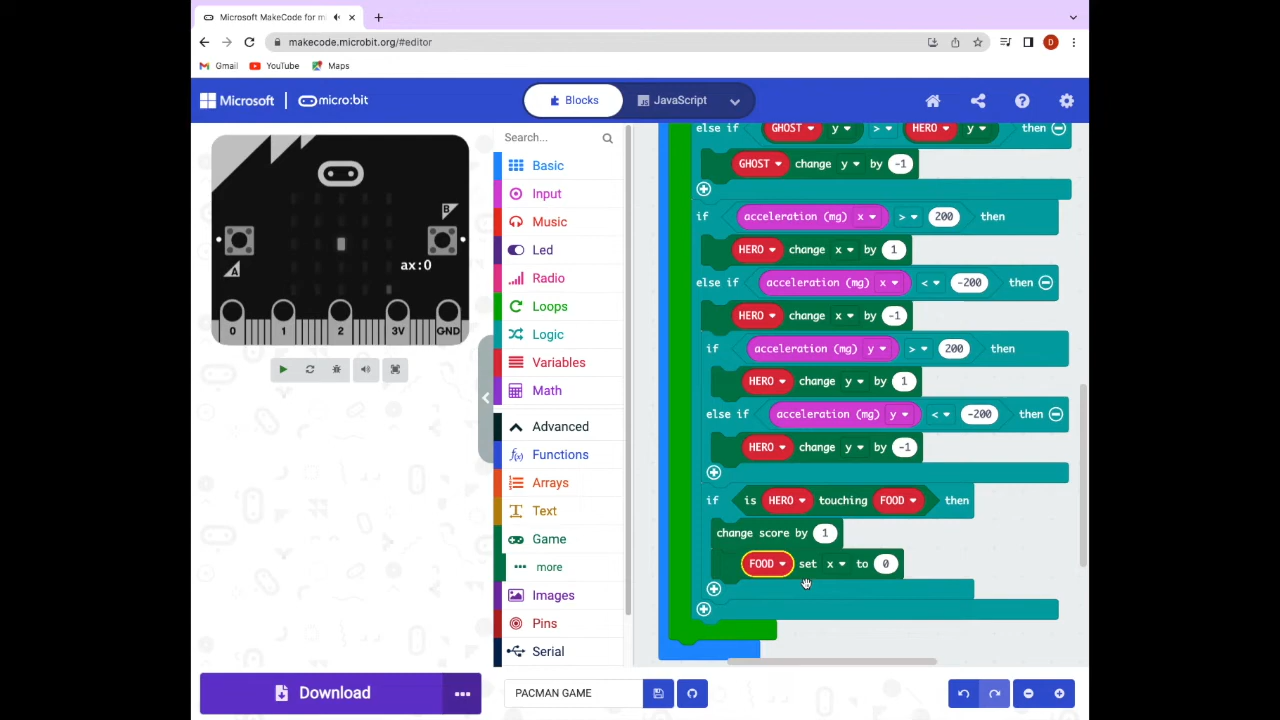 Microsoft MakeCode for m
makecode.microbit.org/#editor
D
Gmail YouTube Maps
Microsoft micro:bit Blocks JavaScript
B
A
ax:0
0 1 2 3V GND
Search...
Basic
Input
Music
Led
Radio
Loops
Logic
Variables
Math
Advanced
Functions
Arrays
Text
Game
more
Images
Pins
Serial
else if GHOST y > HERO y then
GHOST change y by -1
if acceleration (mg) x > 200 then
HERO change x by 1
else if acceleration (mg) x < -200 then
HERO change x by -1
if acceleration (mg) y > 200 then
HERO change y by 1
else if acceleration (mg) y < -200 then
HERO change y by -1
if is HERO touching FOOD then
change score by 1
FOOD set x to 0
Download
PACMAN GAME